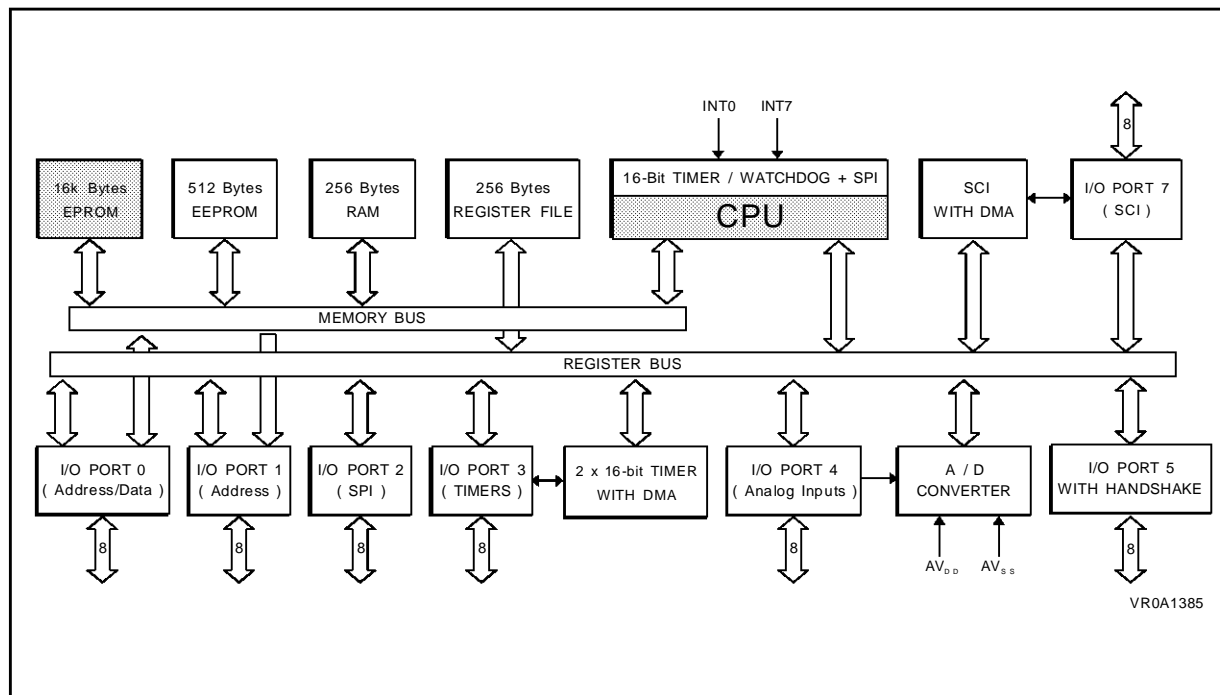 INT0 INT7
8
16k Bytes
EPROM
512 Bytes
EEPROM
256 Bytes
RAM
256 Bytes
REGISTER FILE
16-Bit TIMER / WATCHDOG + SPI
CPU
SCI
WITH DMA
I/O PORT 7
( SCI )
MEMORY BUS
REGISTER BUS
I/O PORT 0
( Address/Data )
I/O PORT 1
( Address )
I/O PORT 2
( SPI )
I/O PORT 3
( TIMERS )
2 x 16-bit TIMER
WITH DMA
I/O PORT 4
( Analog Inputs )
A / D
CONVERTER
I/O PORT 5
WITH HANDSHAKE
8 8 8 8 8 8
AVDD AVSS
VR0A1385